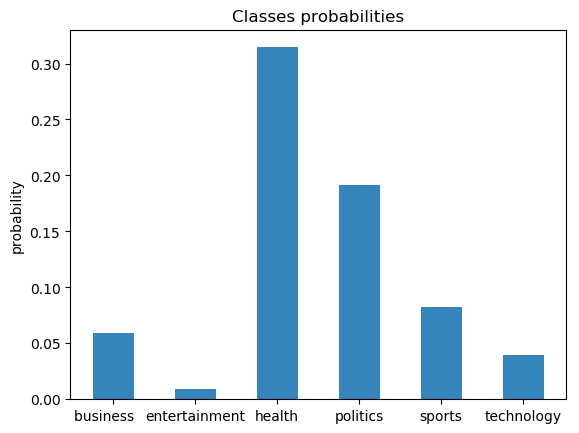 Classes probabilities
probability
0.30
0.25
0.20
0.15
0.10
0.05
0.00
business entertainment health politics sports technology